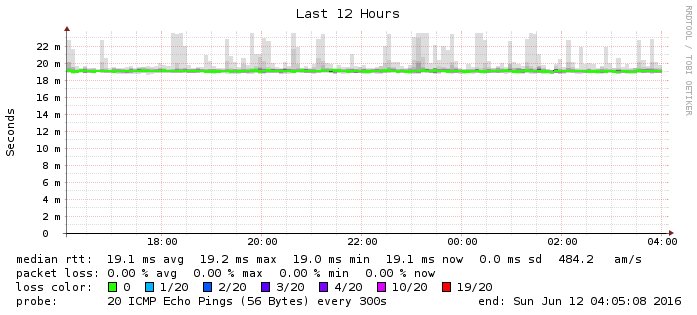 Last 12 Hours
RRDTOOL / TOBI OETIKER
Seconds
22 m
20 m
18 m
16 m
14 m
12 m
10 m
8 m
6 m
4 m
2 m
0
18:00 20:00 22:00 00:00 02:00 04:00
median rtt: 19.1 ms avg 19.2 ms max 19.0 ms min 19.1 ms now 0.0 ms sd 484.2 am/s
packet loss: 0.00 % avg 0.00 % max 0.00 % min 0.00 % now
loss color: 0 1/20 2/20 3/20 4/20 10/20 19/20
probe: 20 ICMP Echo Pings (56 Bytes) every 300s end: Sun Jun 12 04:05:08 2016